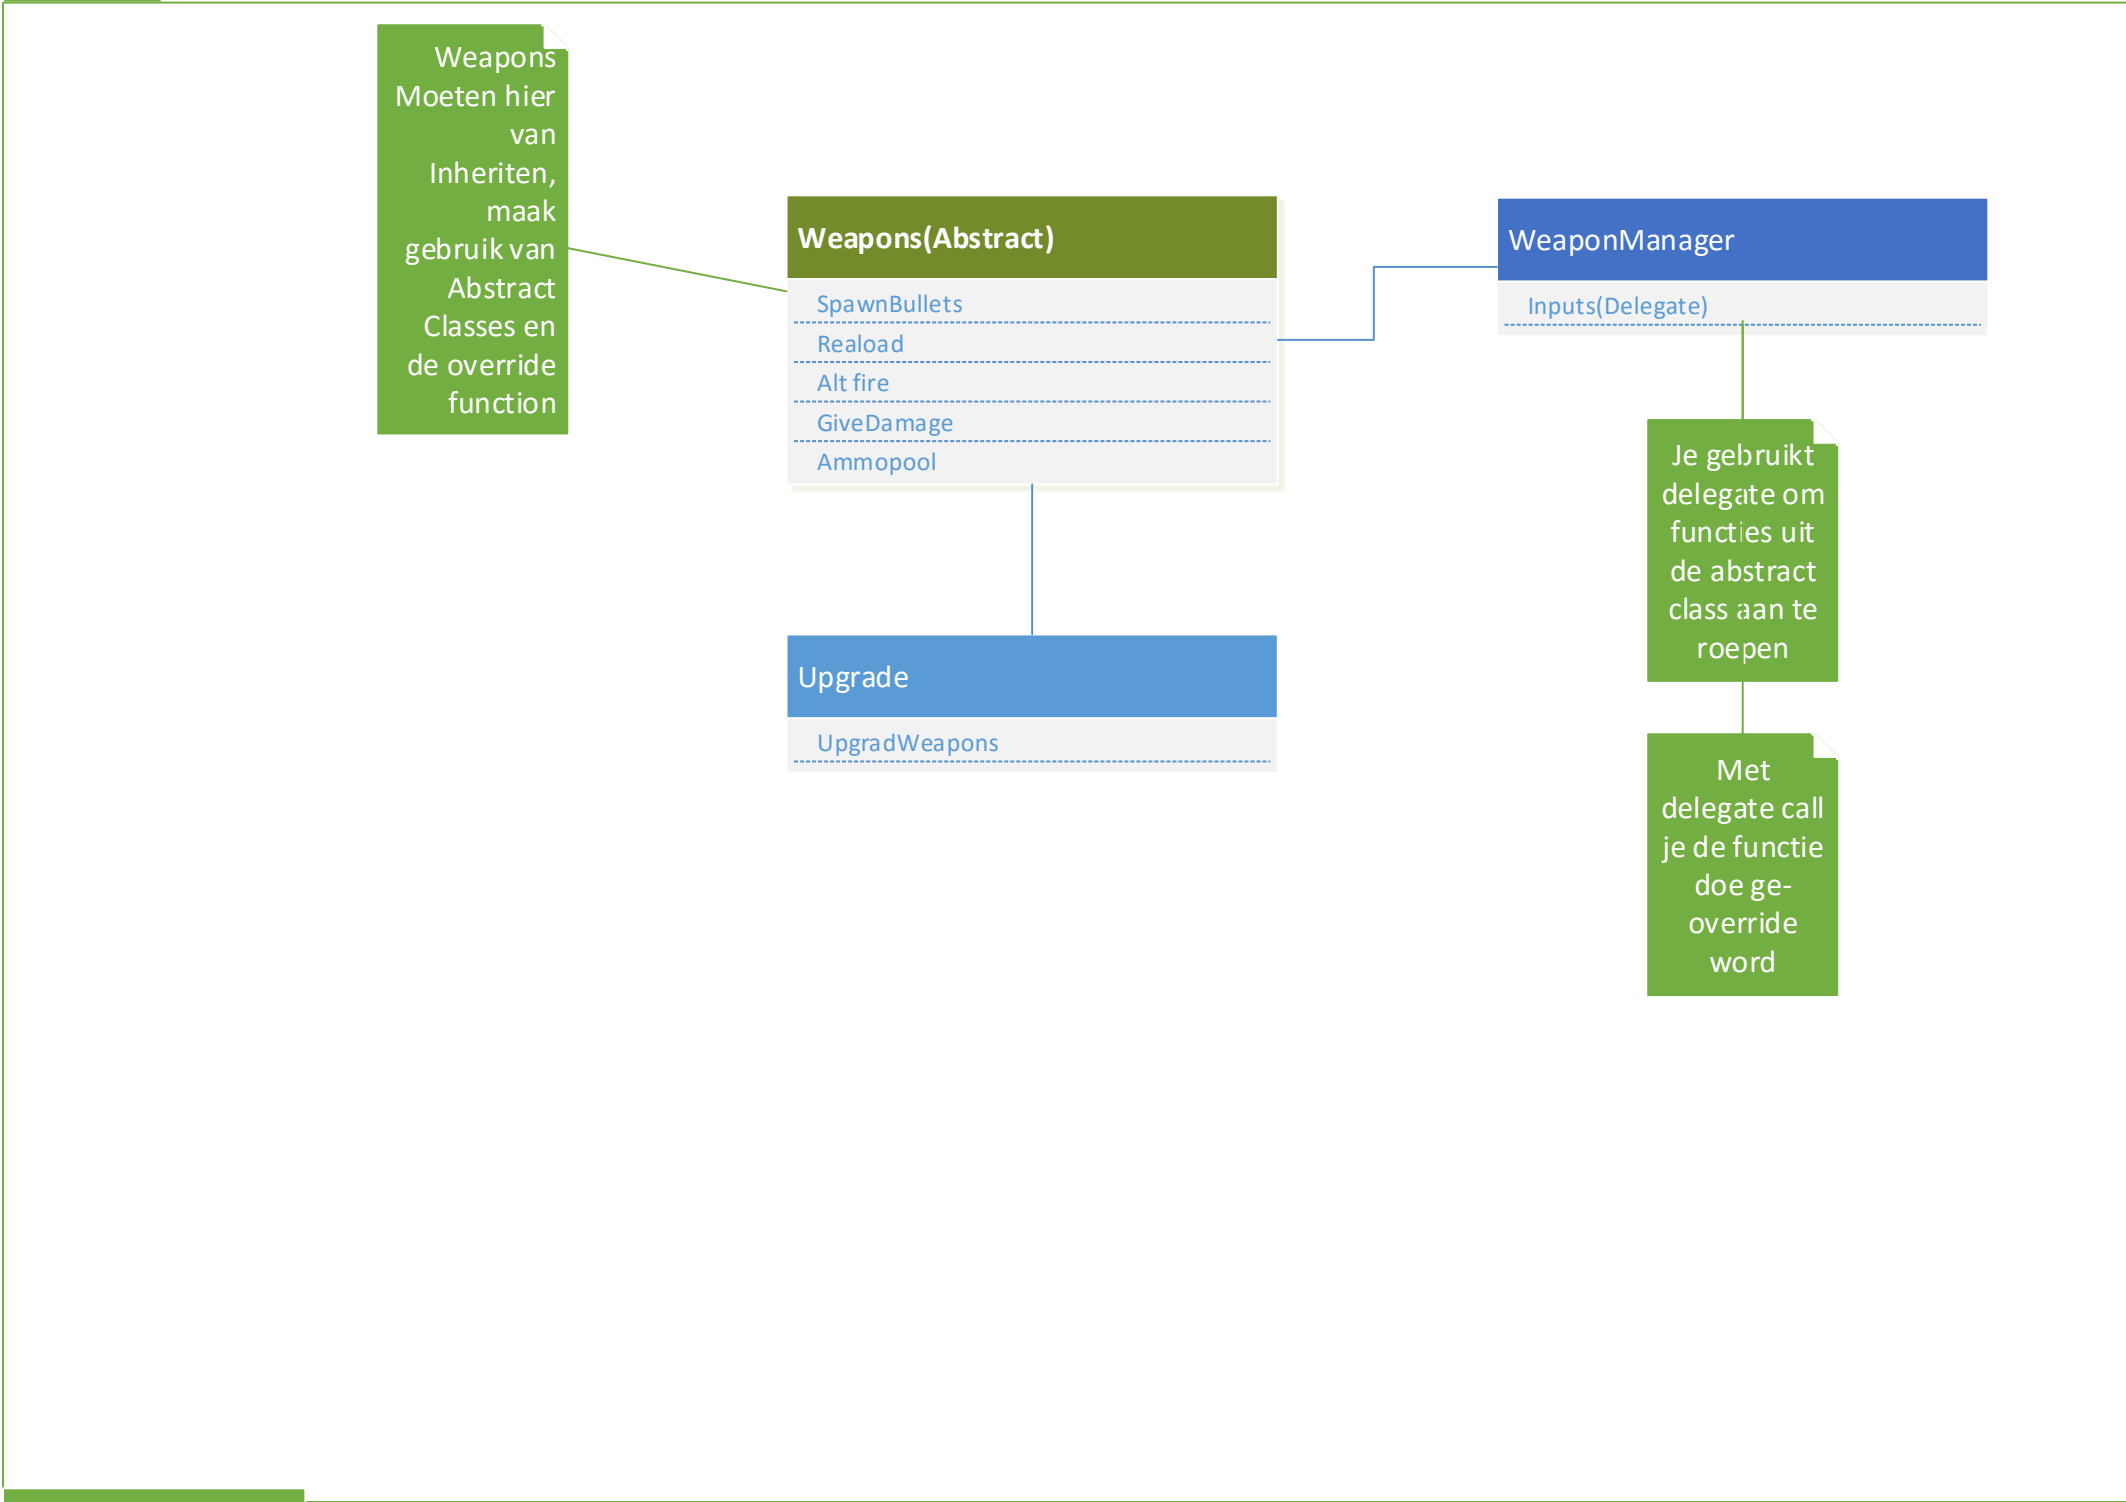 Weapons
Moeten hier
van
Inheriten,
maak
gebruik van
Abstract
Classes en
de override
function
Weapons(Abstract)
SpawnBullets
Reaload
Alt fire
GiveDamage
Ammopool
WeaponManager
Inputs(Delegate)
Je gebruikt
delegate om
functies uit
de abstract
class aan te
roepen
Upgrade
UpgradWeapons
Met
delegate call
je de functie
doe ge-
override
word